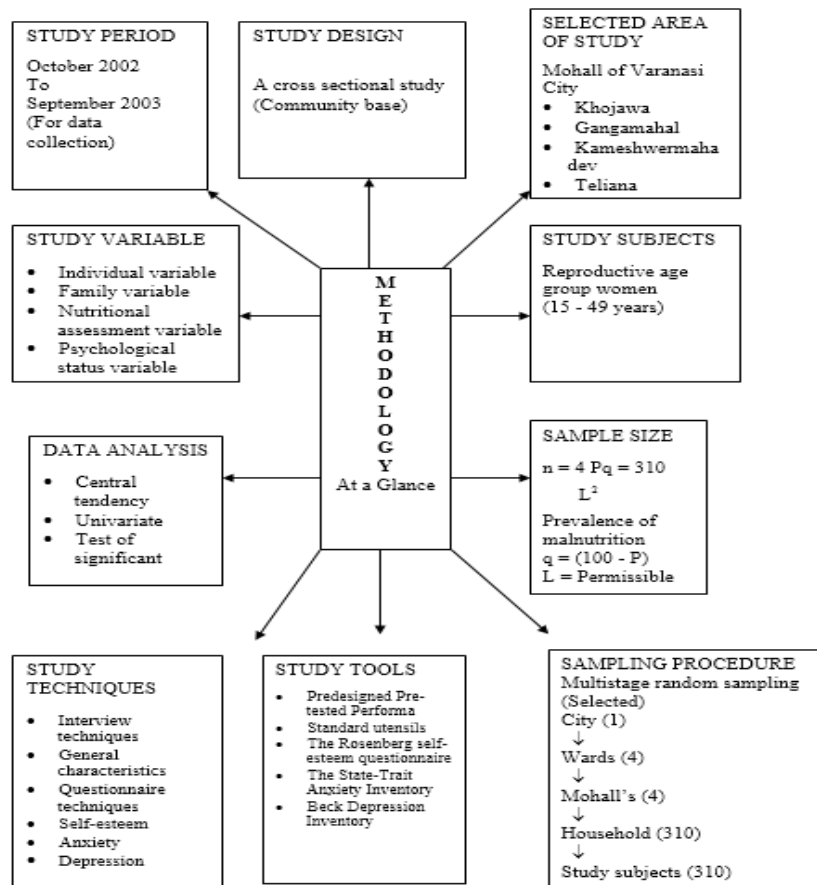 STUDY PERIOD
October 2002
To
September 2003
(For data
collection)
STUDY DESIGN
A cross sectional study
(Community base)
SELECTED AREA
OF STUDY
Mohall of Varanasi
City
• Khojawa
• Gangamahal
• Kameshwermaha
dev
• Teliana
STUDY VARIABLE
• Individual variable
• Family variable
• Nutritional
assessment variable
• Psychological
status variable
METHODOLOGY
At a Glance
STUDY SUBJECTS
Reproductive age
group women
(15 - 49 years)
DATA ANALYSIS
• Central
tendency
• Univariate
• Test of
significant
SAMPLE SIZE
n = 4 Pq = 310
L²
Prevalence of
malnutrition
q = (100 - P)
L = Permissible
STUDY
TECHNIQUES
• Interview
techniques
• General
characteristics
• Questionnaire
techniques
• Self-esteem
• Anxiety
• Depression
STUDY TOOLS
• Predesigned Pre-
tested Performa
• Standard utensils
• The Rosenberg self-
esteem questionnaire
• The State-Trait
Anxiety Inventory
• Beck Depression
Inventory
SAMPLING PROCEDURE
Multistage random sampling
(Selected)
City (1)
↓
Wards (4)
↓
Mohall's (4)
↓
Household (310)
↓
Study subjects (310)